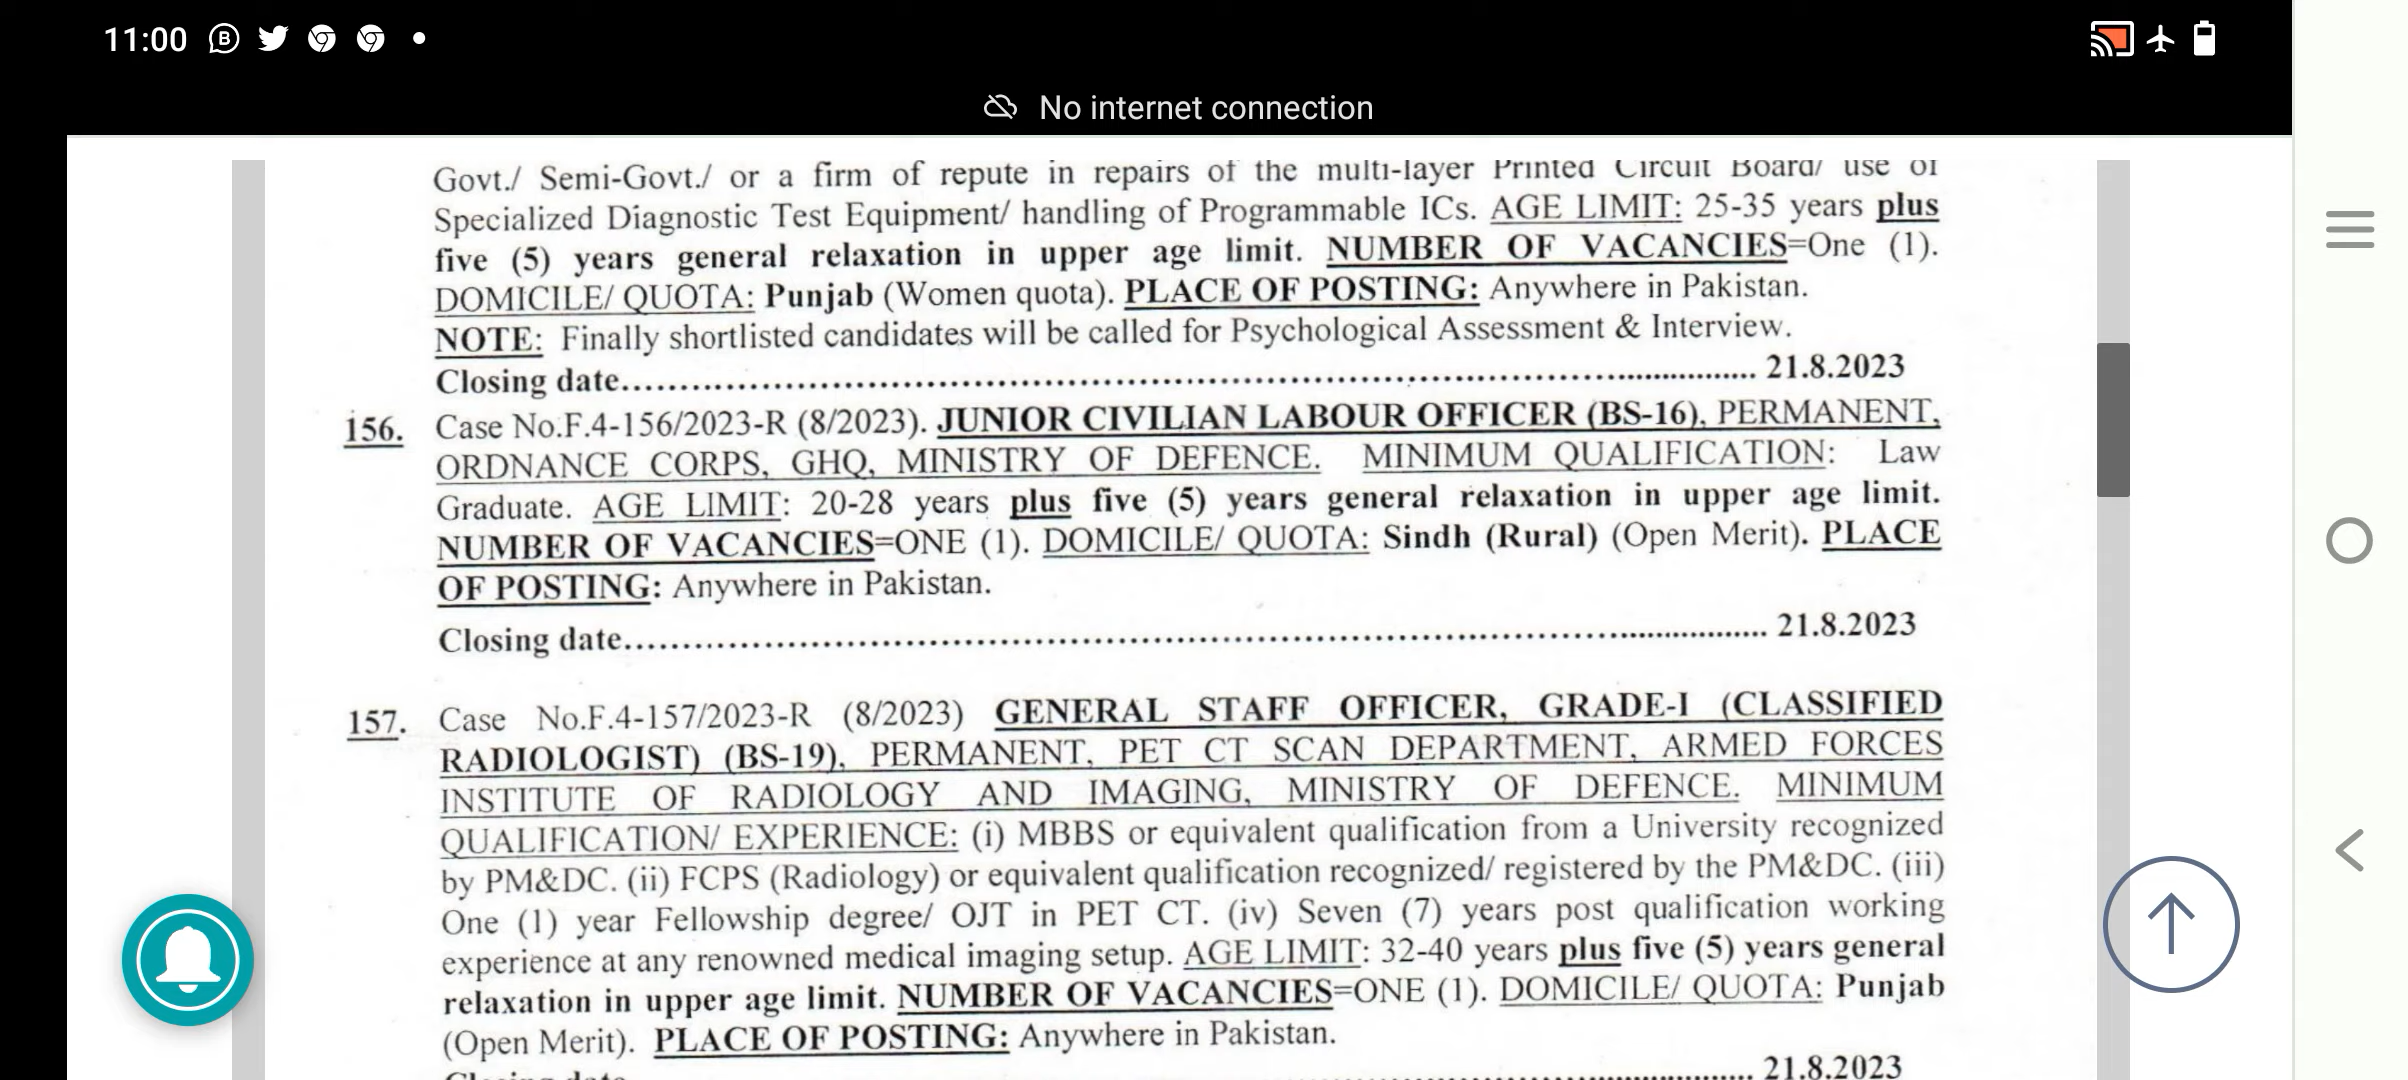 11:00
No internet connection
Govt./ Semi-Govt./ or a firm of repute in repairs of the multi-layer Printed Circuit Board/ use of
Specialized Diagnostic Test Equipment/ handling of Programmable ICs. AGE LIMIT: 25-35 years plus
five (5) years general relaxation in upper age limit. NUMBER OF VACANCIES=One (1).
DOMICILE/ QUOTA: Punjab (Women quota). PLACE OF POSTING: Anywhere in Pakistan.
NOTE: Finally shortlisted candidates will be called for Psychological Assessment & Interview.
Closing date.................................................................................................. 21.8.2023
156. Case No.F.4-156/2023-R (8/2023). JUNIOR CIVILIAN LABOUR OFFICER (BS-16), PERMANENT,
ORDNANCE CORPS, GHQ, MINISTRY OF DEFENCE. MINIMUM QUALIFICATION: Law
Graduate. AGE LIMIT: 20-28 years plus five (5) years general relaxation in upper age limit.
NUMBER OF VACANCIES=ONE (1). DOMICILE/ QUOTA: Sindh (Rural) (Open Merit). PLACE
OF POSTING: Anywhere in Pakistan.
Closing date.................................................................................................. 21.8.2023
157. Case No.F.4-157/2023-R (8/2023) GENERAL STAFF OFFICER, GRADE-I (CLASSIFIED
RADIOLOGIST) (BS-19), PERMANENT, PET CT SCAN DEPARTMENT, ARMED FORCES
INSTITUTE OF RADIOLOGY AND IMAGING, MINISTRY OF DEFENCE. MINIMUM
QUALIFICATION/ EXPERIENCE: (i) MBBS or equivalent qualification from a University recognized
by PM&DC. (ii) FCPS (Radiology) or equivalent qualification recognized/ registered by the PM&DC. (iii)
One (1) year Fellowship degree/ OJT in PET CT. (iv) Seven (7) years post qualification working
experience at any renowned medical imaging setup. AGE LIMIT: 32-40 years plus five (5) years general
relaxation in upper age limit. NUMBER OF VACANCIES=ONE (1). DOMICILE/ QUOTA: Punjab
(Open Merit). PLACE OF POSTING: Anywhere in Pakistan.
Closing date.................................................................................................. 21.8.2023